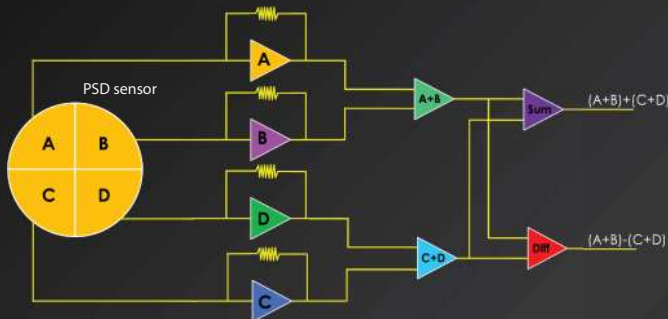 PSD sensor
A B
C D
A
B
D
C
A+B
C+D
Sum
Diff
(A+B)+(C+D)
(A+B)-(C+D)